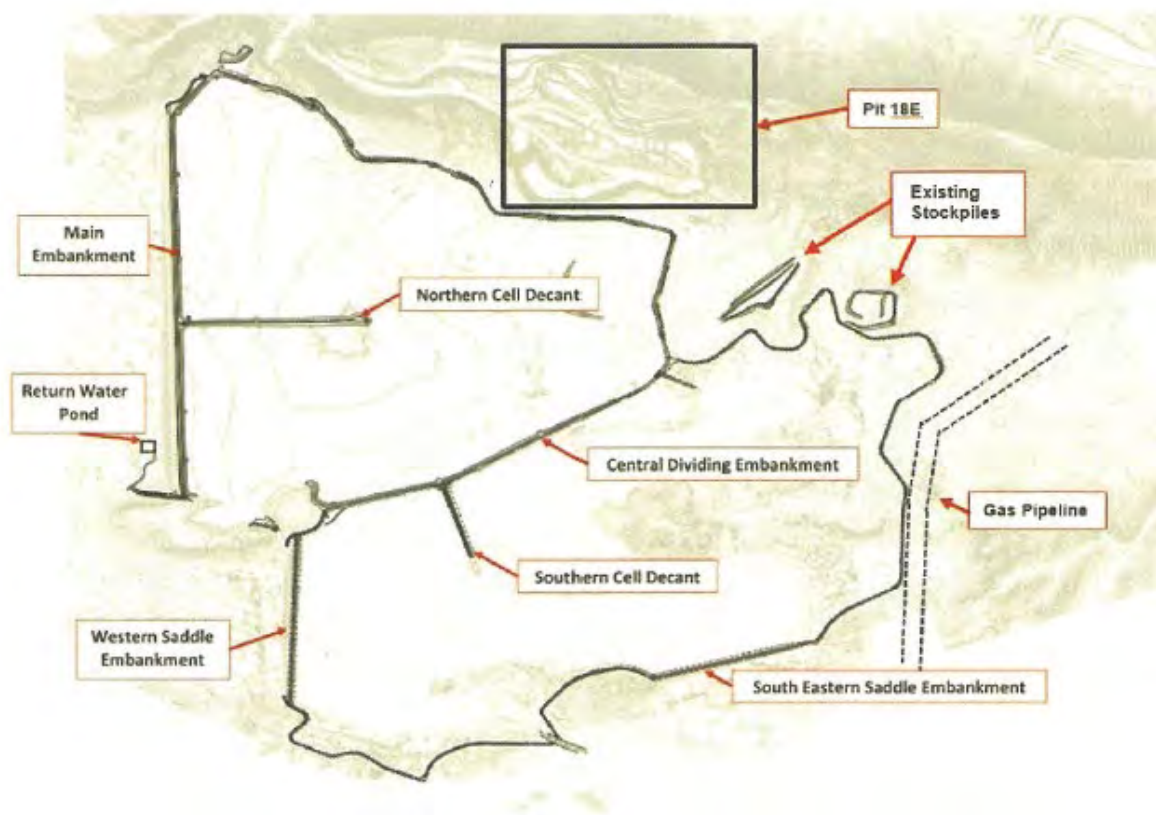 Pit 18E
Existing
Stockpiles
Main
Embankment
Northern Cell Decant
Return Water
Pond
Central Dividing Embankment
Gas Pipeline
Southern Cell Decant
Western Saddle
Embankment
South Eastern Saddle Embankment